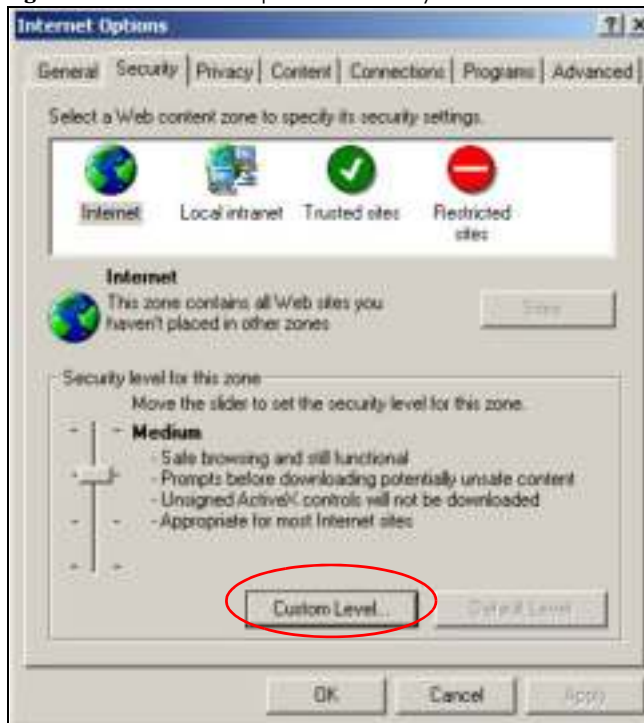 Internet Options
General Security Privacy Content Connections Programs Advanced
Select a Web content zone to specify its security settings.
Internet
Local intranet
Trusted sites
Restricted
sites
Internet
This zone contains all Web sites you
haven't placed in other zones
Sites
Security level for this zone
Move the slider to set the security level for this zone.
Medium
- Safe browsing and still functional
- Prompts before downloading potentially unsafe content
- Unsigned ActiveX controls will not be downloaded
- Appropriate for most Internet sites
Custom Level...
Default Level
OK
Cancel
Apply